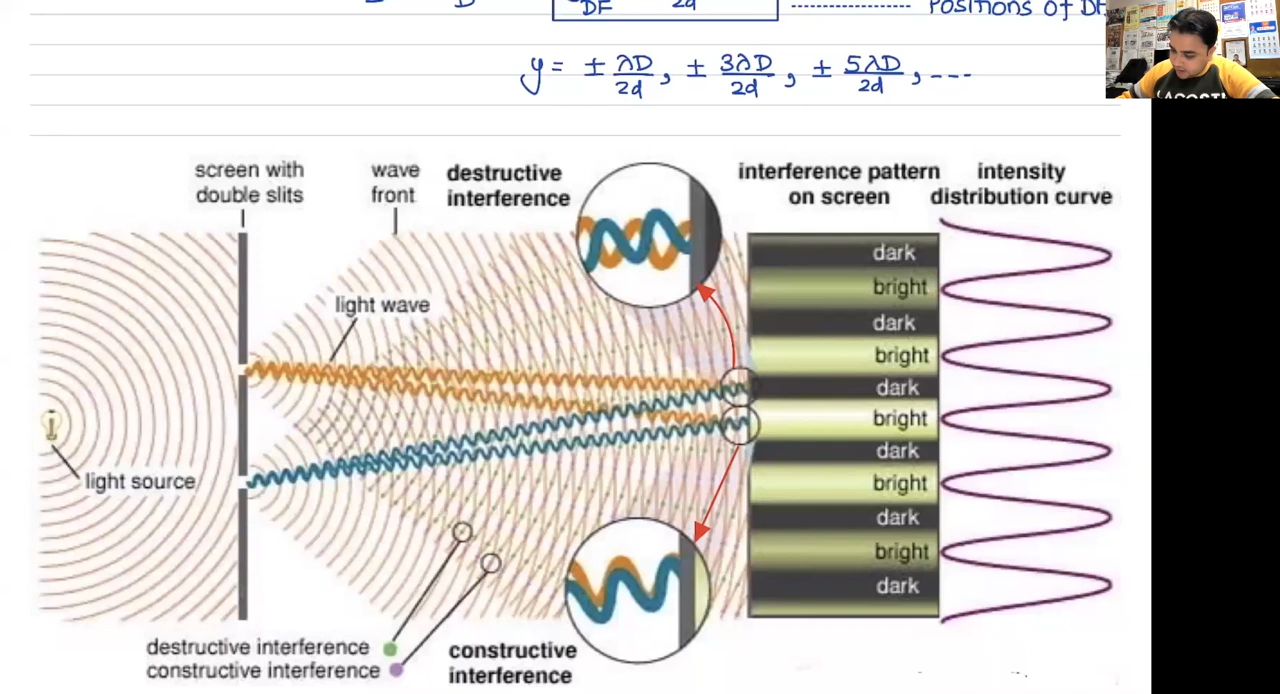 DF 2d
Positions of DF
y = ± λD/2d , ± 3λD/2d , ± 5λD/2d , ---
screen with
double slits
wave
front
destructive
interference
interference pattern
on screen
intensity
distribution curve
dark
bright
light wave
dark
bright
dark
bright
dark
light source
bright
dark
bright
dark
destructive interference
constructive interference
constructive
interference